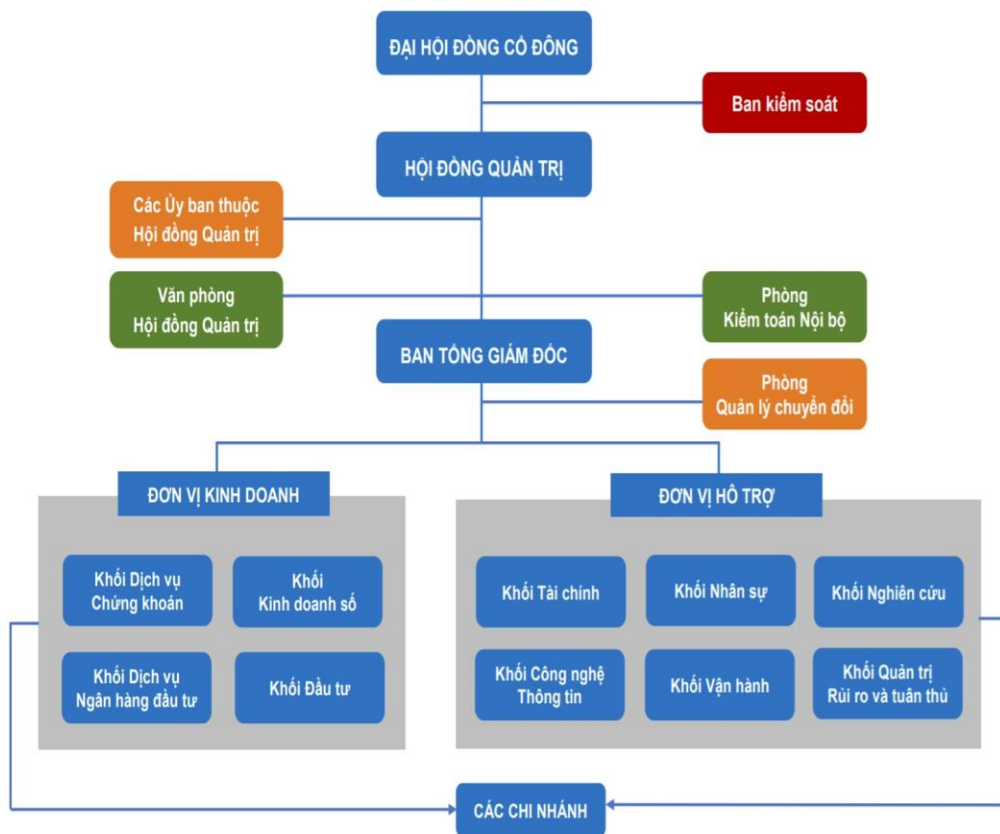 ĐẠI HỘI ĐỒNG CỔ ĐÔNG
Ban kiểm soát
HỘI ĐỒNG QUẢN TRỊ
Các Ủy ban thuộc
Hội đồng Quản trị
Văn phòng
Hội đồng Quản trị
Phòng
Kiểm toán Nội bộ
BAN TỔNG GIÁM ĐỐC
Phòng
Quản lý chuyển đổi
ĐƠN VỊ KINH DOANH
Khối Dịch vụ
Chứng khoán
Khối
Kinh doanh số
Khối Dịch vụ
Ngân hàng đầu tư
Khối Đầu tư
ĐƠN VỊ HỖ TRỢ
Khối Tài chính
Khối Nhân sự
Khối Nghiên cứu
Khối Công nghệ
Thông tin
Khối Vận hành
Khối Quản trị
Rủi ro và tuân thủ
CÁC CHI NHÁNH